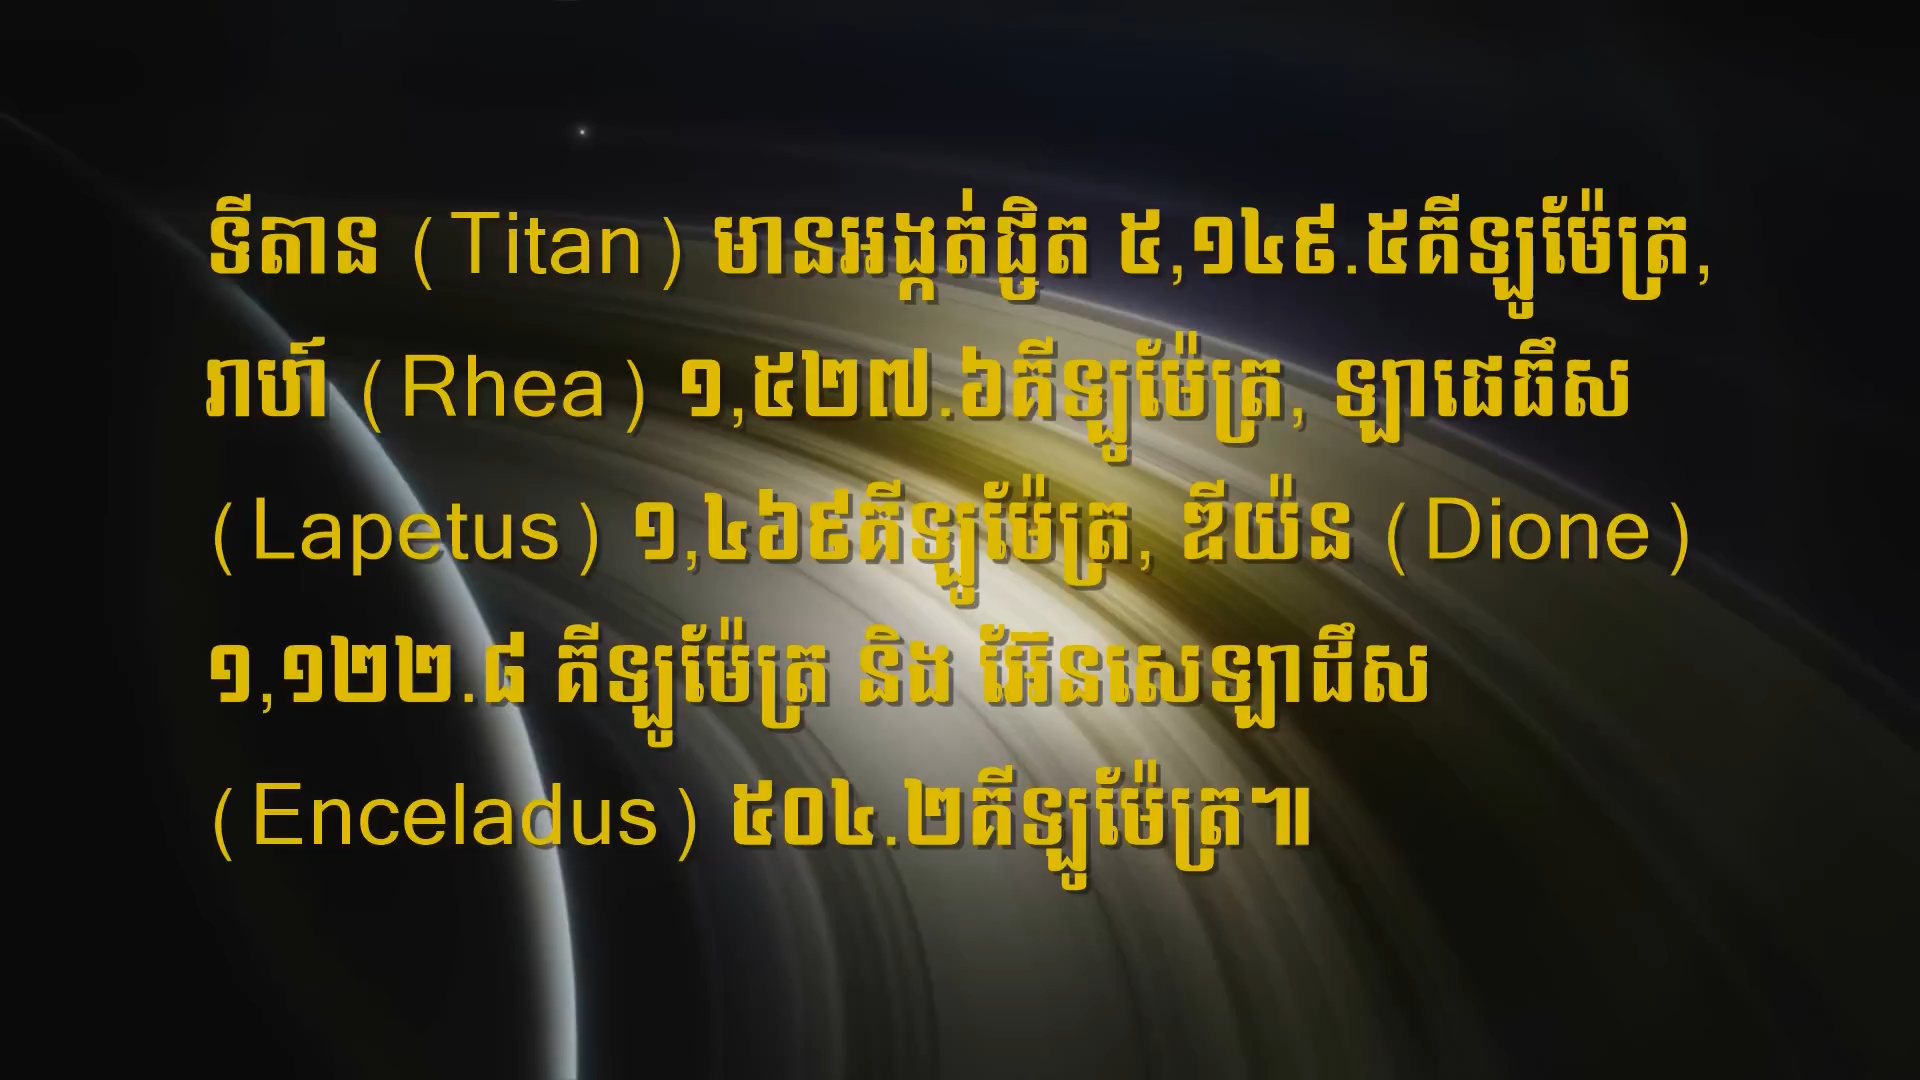 ទីតាន (Titan) មានអង្កត់ផ្ចិត ៥,១៤៩.៥គីឡូម៉ែត្រ,
រាហ៍ (Rhea) ១,៥២៧.៦គីឡូម៉ែត្រ, ឡាផេធឹស
(Lapetus) ១,៤៦៩គីឡូម៉ែត្រ, ឌីយ៉ន (Dione)
១,១២២.៨ គីឡូម៉ែត្រ និង អ៊ែនសេឡាដឹស
(Enceladus) ៥០៤.២គីឡូម៉ែត្រ៕